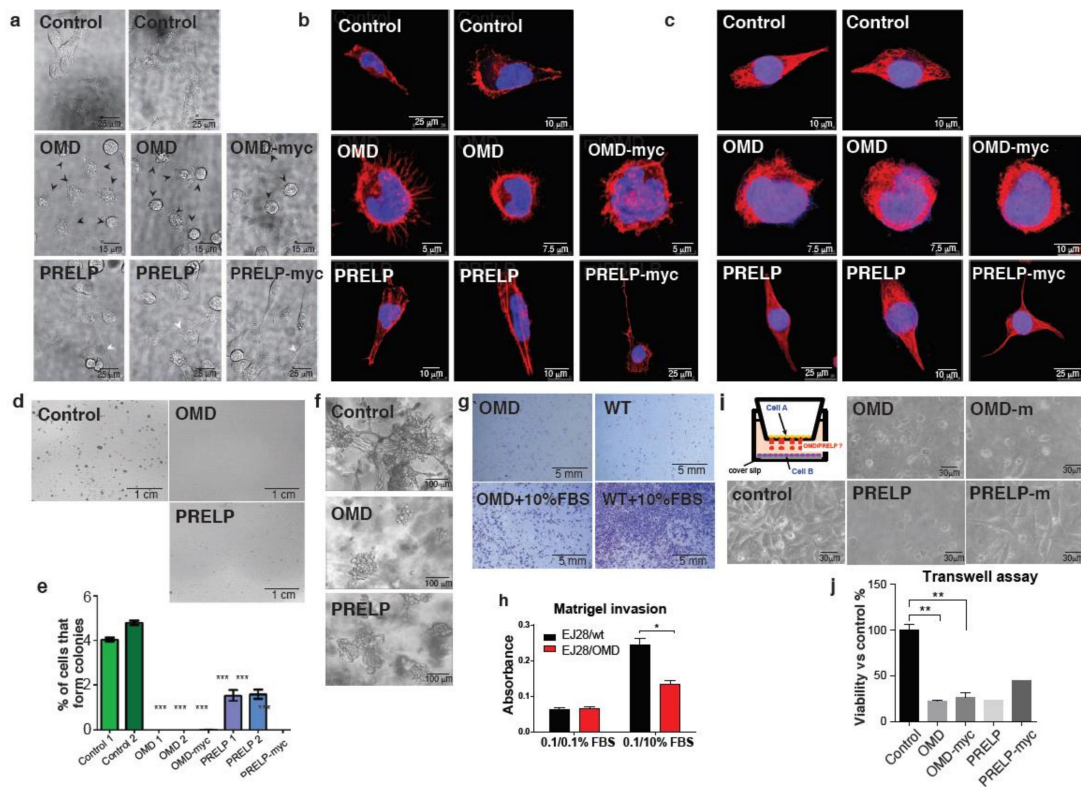 a
Control
Control
25 µm
25 µm
OMD
OMD
OMD-myc
15 µm
15 µm
15 µm
PRELP
PRELP
PRELP-myc
25 µm
25 µm
25 µm
b
Control
Control
25 µm
10 µm
OMD
OMD
OMD-myc
5 µm
7.5 µm
5 µm
PRELP
PRELP
PRELP-myc
10 µm
10 µm
10 µm
c
Control
Control
10 µm
10 µm
OMD
OMD
OMD-myc
7.5 µm
7.5 µm
10 µm
PRELP
PRELP
PRELP-myc
25 µm
10 µm
10 µm
d
Control
OMD
1 cm
1 cm
PRELP
1 cm
e
% of cells that
form colonies
6
4
2
0
*** *** *** *** *** ***
Control 1
Control 2
OMD 1
OMD 2
OMD-myc
PRELP 1
PRELP 2
PRELP-myc
f
Control
100 µm
OMD
100 µm
PRELP
100 µm
g
OMD
WT
5 mm
5 mm
OMD+10%FBS
WT+10%FBS
5 mm
5 mm
h
Matrigel invasion
Absorbance
0.3
0.2
0.1
0.0
EJ28/wt
EJ28/OMD
*
0.1/0.1% FBS
0.1/10% FBS
i
Cell A
OMD/PRELP ?
cover slip
Cell B
OMD
OMD-m
30µm
30µm
control
PRELP
PRELP-m
30µm
30µm
30µm
j
Transwell assay
Viability vs control %
150
100
50
0
**
**
Control
OMD
OMD-myc
PRELP
PRELP-myc